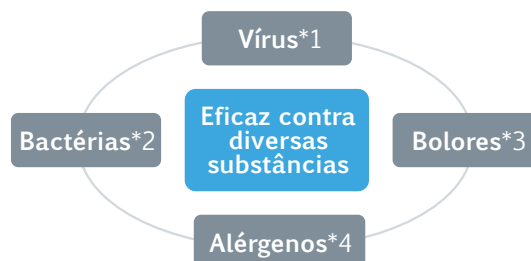 Vírus*1
Eficaz contra
diversas
substâncias
Bactérias*2
Bolores*3
Alérgenos*4